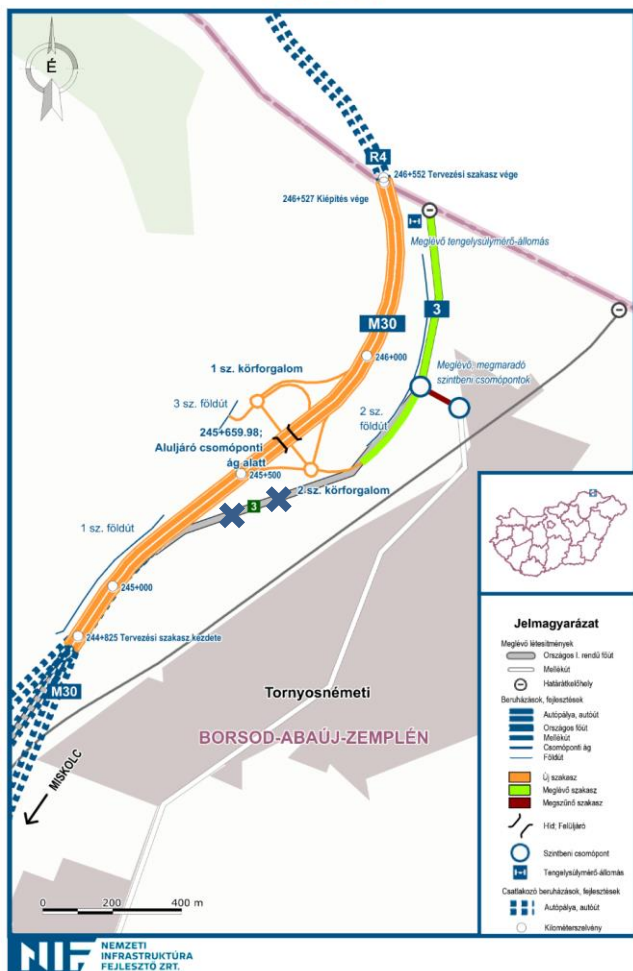 É
R4
246+552 Tervezési szakasz vége
246+527 Kiépítés vége
Meglévő tengelysúlymérő-állomás
3
M30
1 sz. körforgalom
246+000
Meglévő, megmaradó
szintbeni csomópontok
3 sz. földút
2 sz.
földút
245+659.98;
Aluljáró csomóponti
ág alatt
245+500
2 sz. körforgalom
3
1 sz. földút
245+000
244+825 Tervezési szakasz kezdete
M30
Tornyosnémeti
BORSOD-ABAÚJ-ZEMPLÉN
MISKOLC
0 200 400 m
Jelmagyarázat
Meglévő létesítmények
Országos I. rendű főút
Mellékút
Határátkelőhely
Beruházások, fejlesztések
Autópálya, autóút
Országos főút
Mellékút
Csomóponti ág
Földút
Új szakasz
Meglévő szakasz
Megszűnő szakasz
Híd; Felüljáró
Szintbeni csomópont
Tengelysúlymérő-állomás
Csatlakozó beruházások, fejlesztések
Autópálya, autóút
Kilométerszelvény
NIF NEMZETI
INFRASTRUKTÚRA
FEJLESZTŐ ZRT.